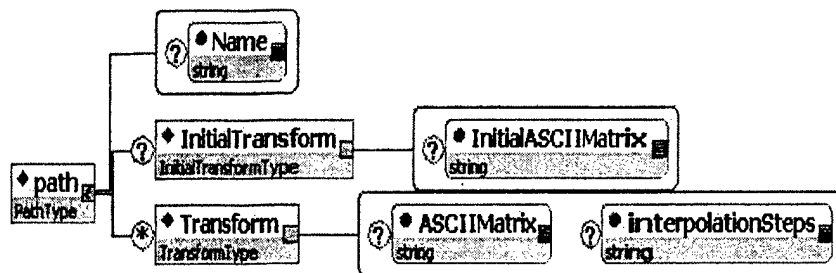 Name
string
InitialTransform
InitialTransformType
InitialASCIIMatrix
string
path
PathType
Transform
TransformType
ASCIIMatrix
string
interpolationSteps
string